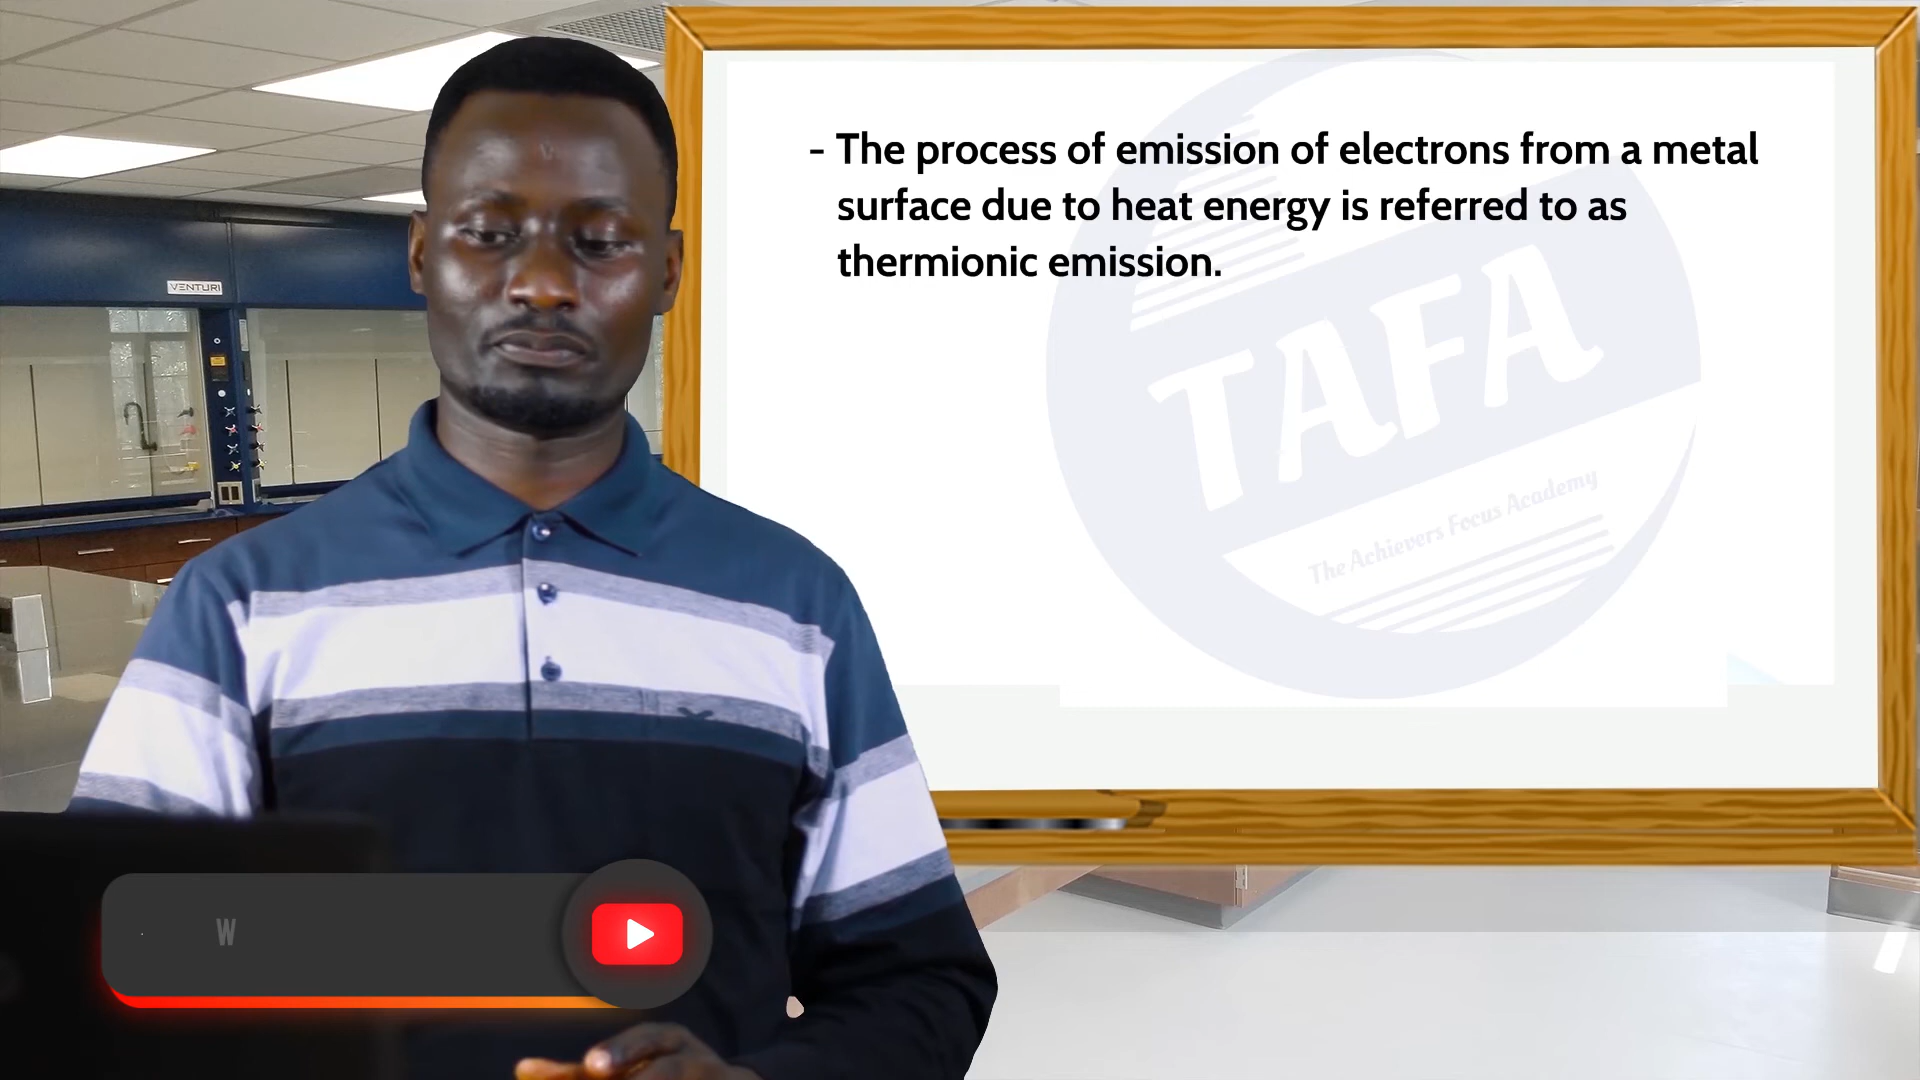 - The process of emission of electrons from a metal
surface due to heat energy is referred to as
thermionic emission.
TAFA
The Achievers Focus Academy
VENTURI
W